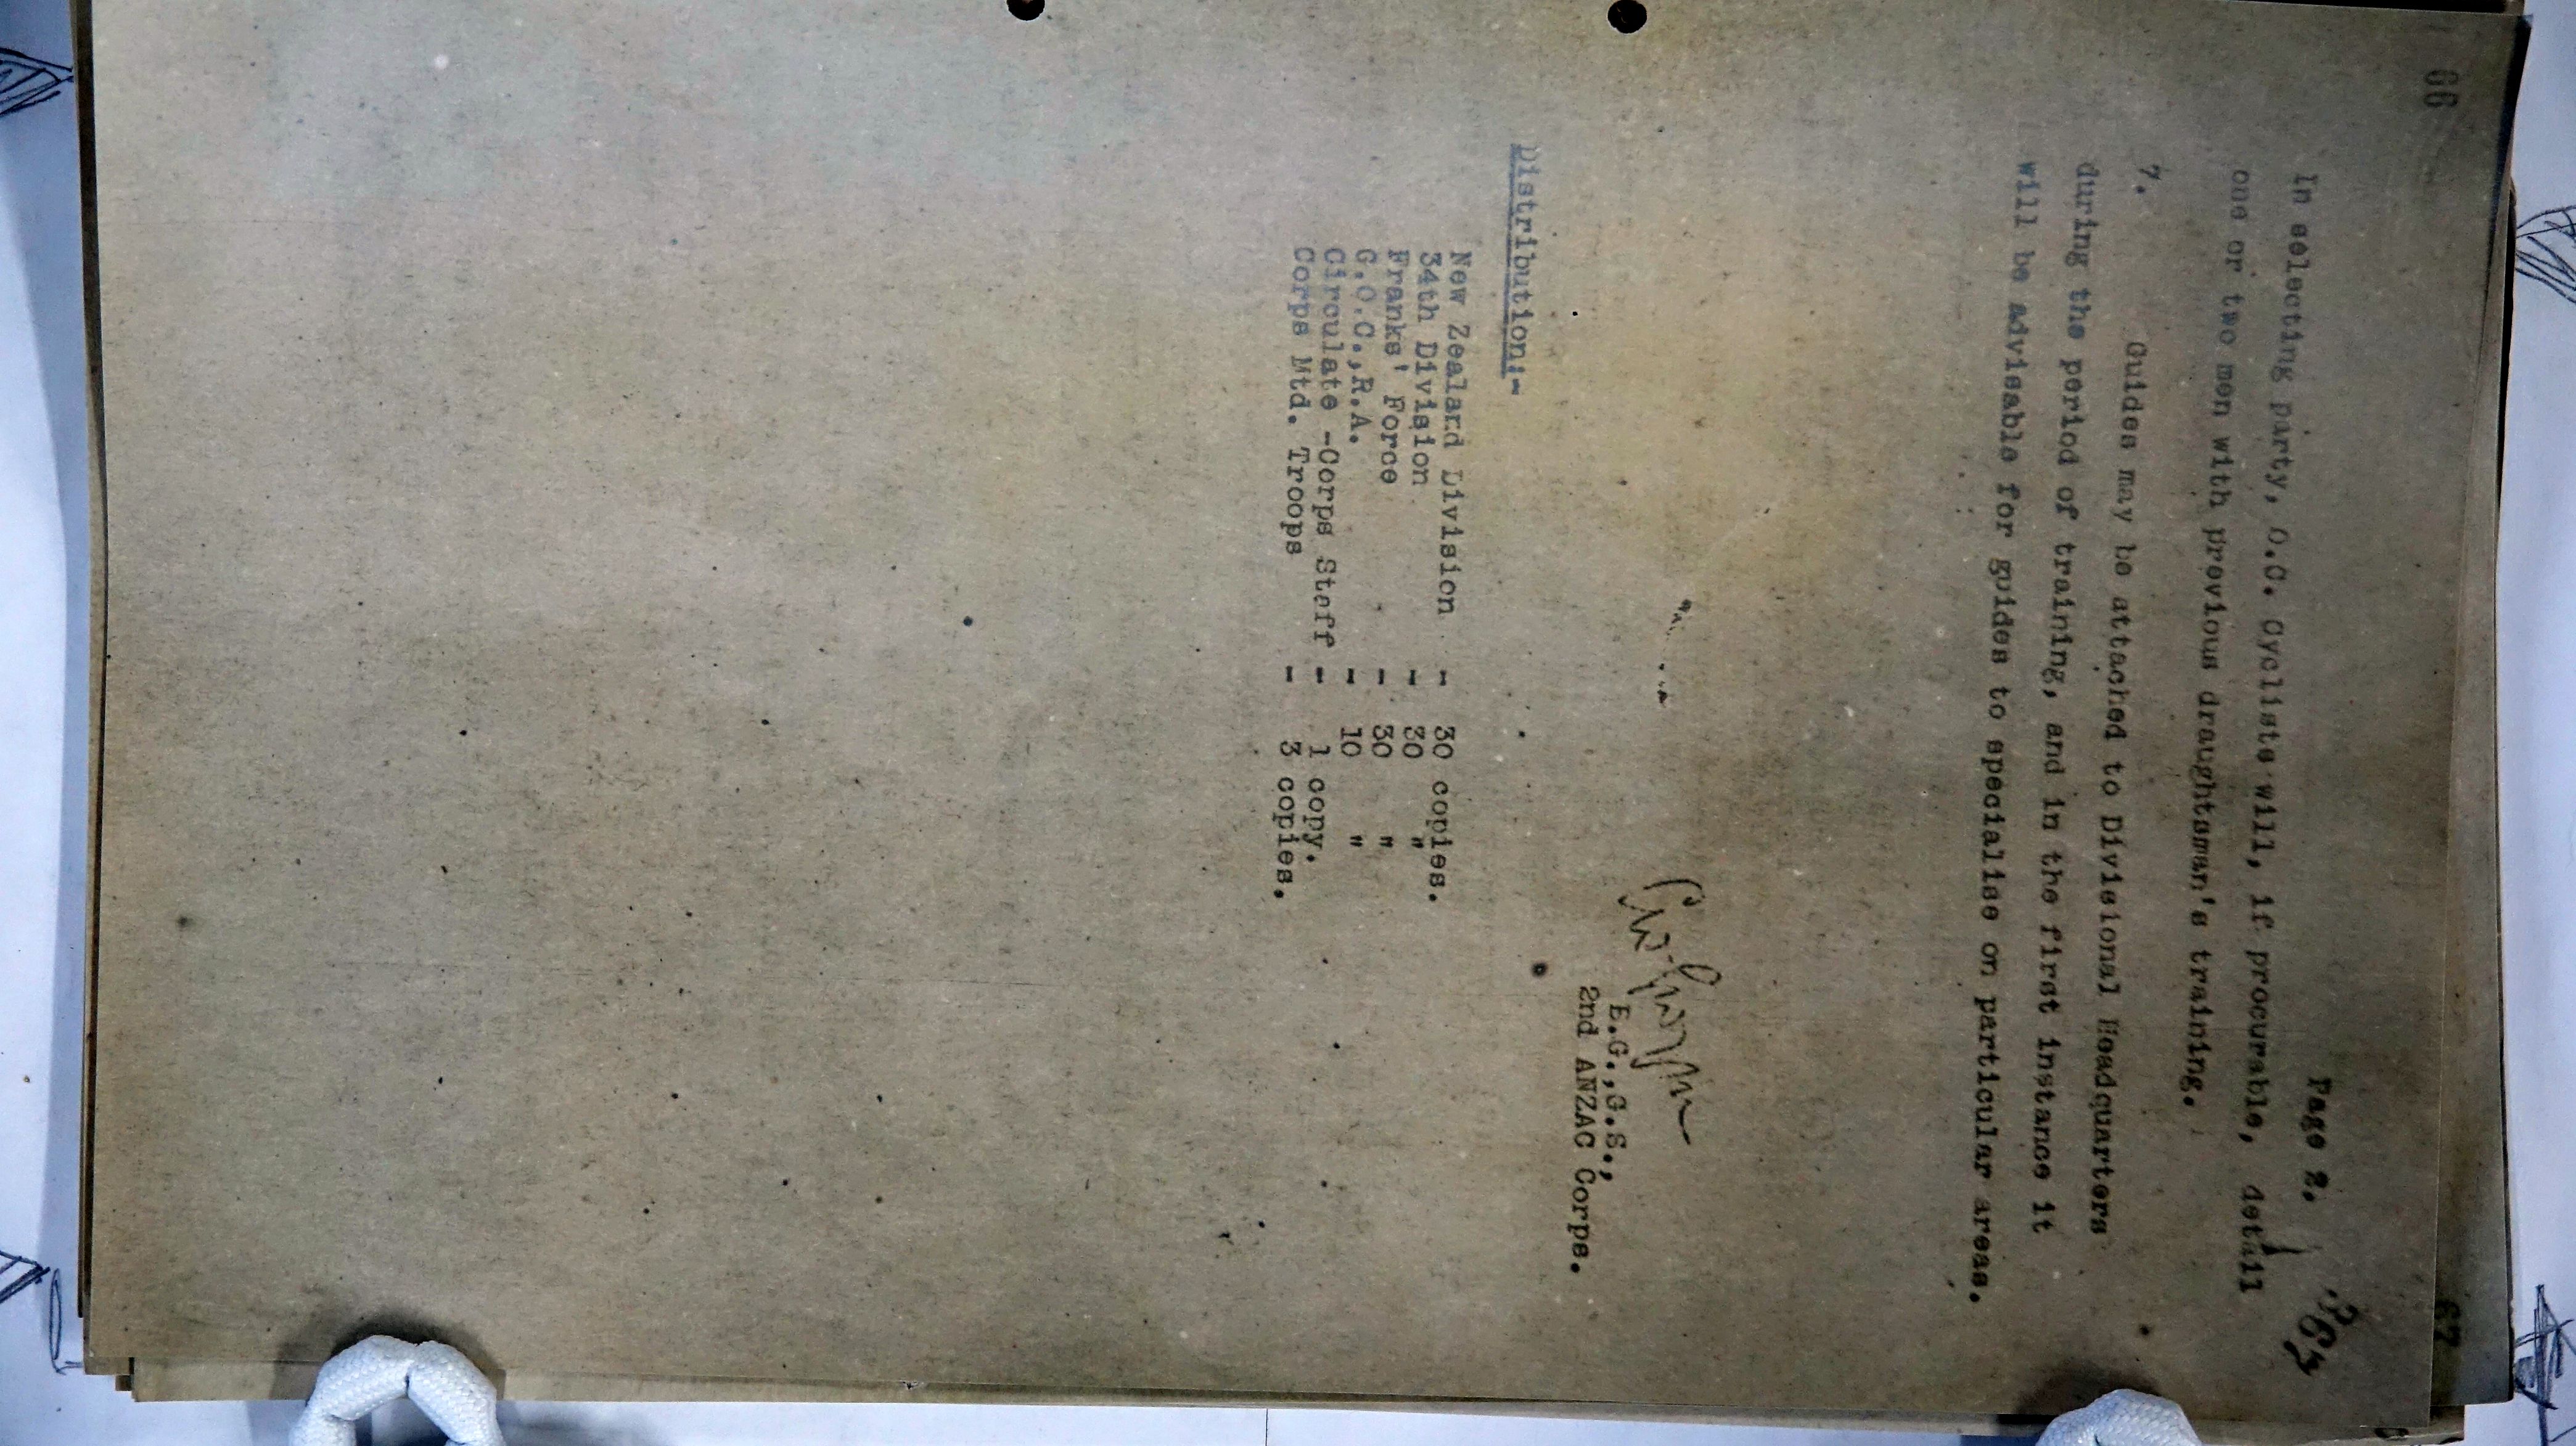 66
67
Page 2.
In selecting party, O.C. Cyclists will, if procurable, detail
one or two men with previous draughtsman's training.
7. Guides may be attached to Divisional Headquarters
during the period of training, and in the first instance it
will be adviseable for guides to specialise on particular areas.
E.G.,G.S.,
2nd ANZAC Corps.
Distribution:-
New Zealand Division - 30 copies.
34th Division - 30 "
Franks' Force - 30 "
G.O.C.,R.A. - 10 "
Circulate -Corps Staff - 1 copy.
Corps Mtd. Troops - 3 copies.